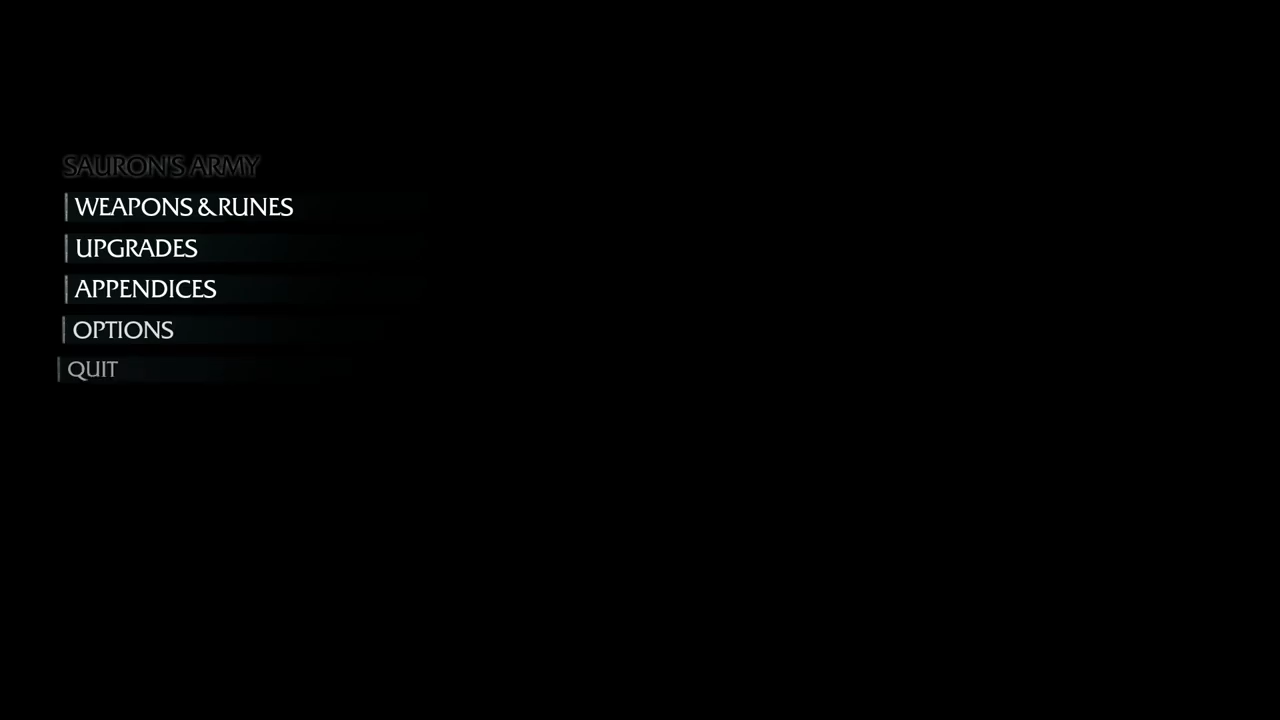 SAURON'S ARMY
WEAPONS & RUNES
UPGRADES
APPENDICES
OPTIONS
QUIT